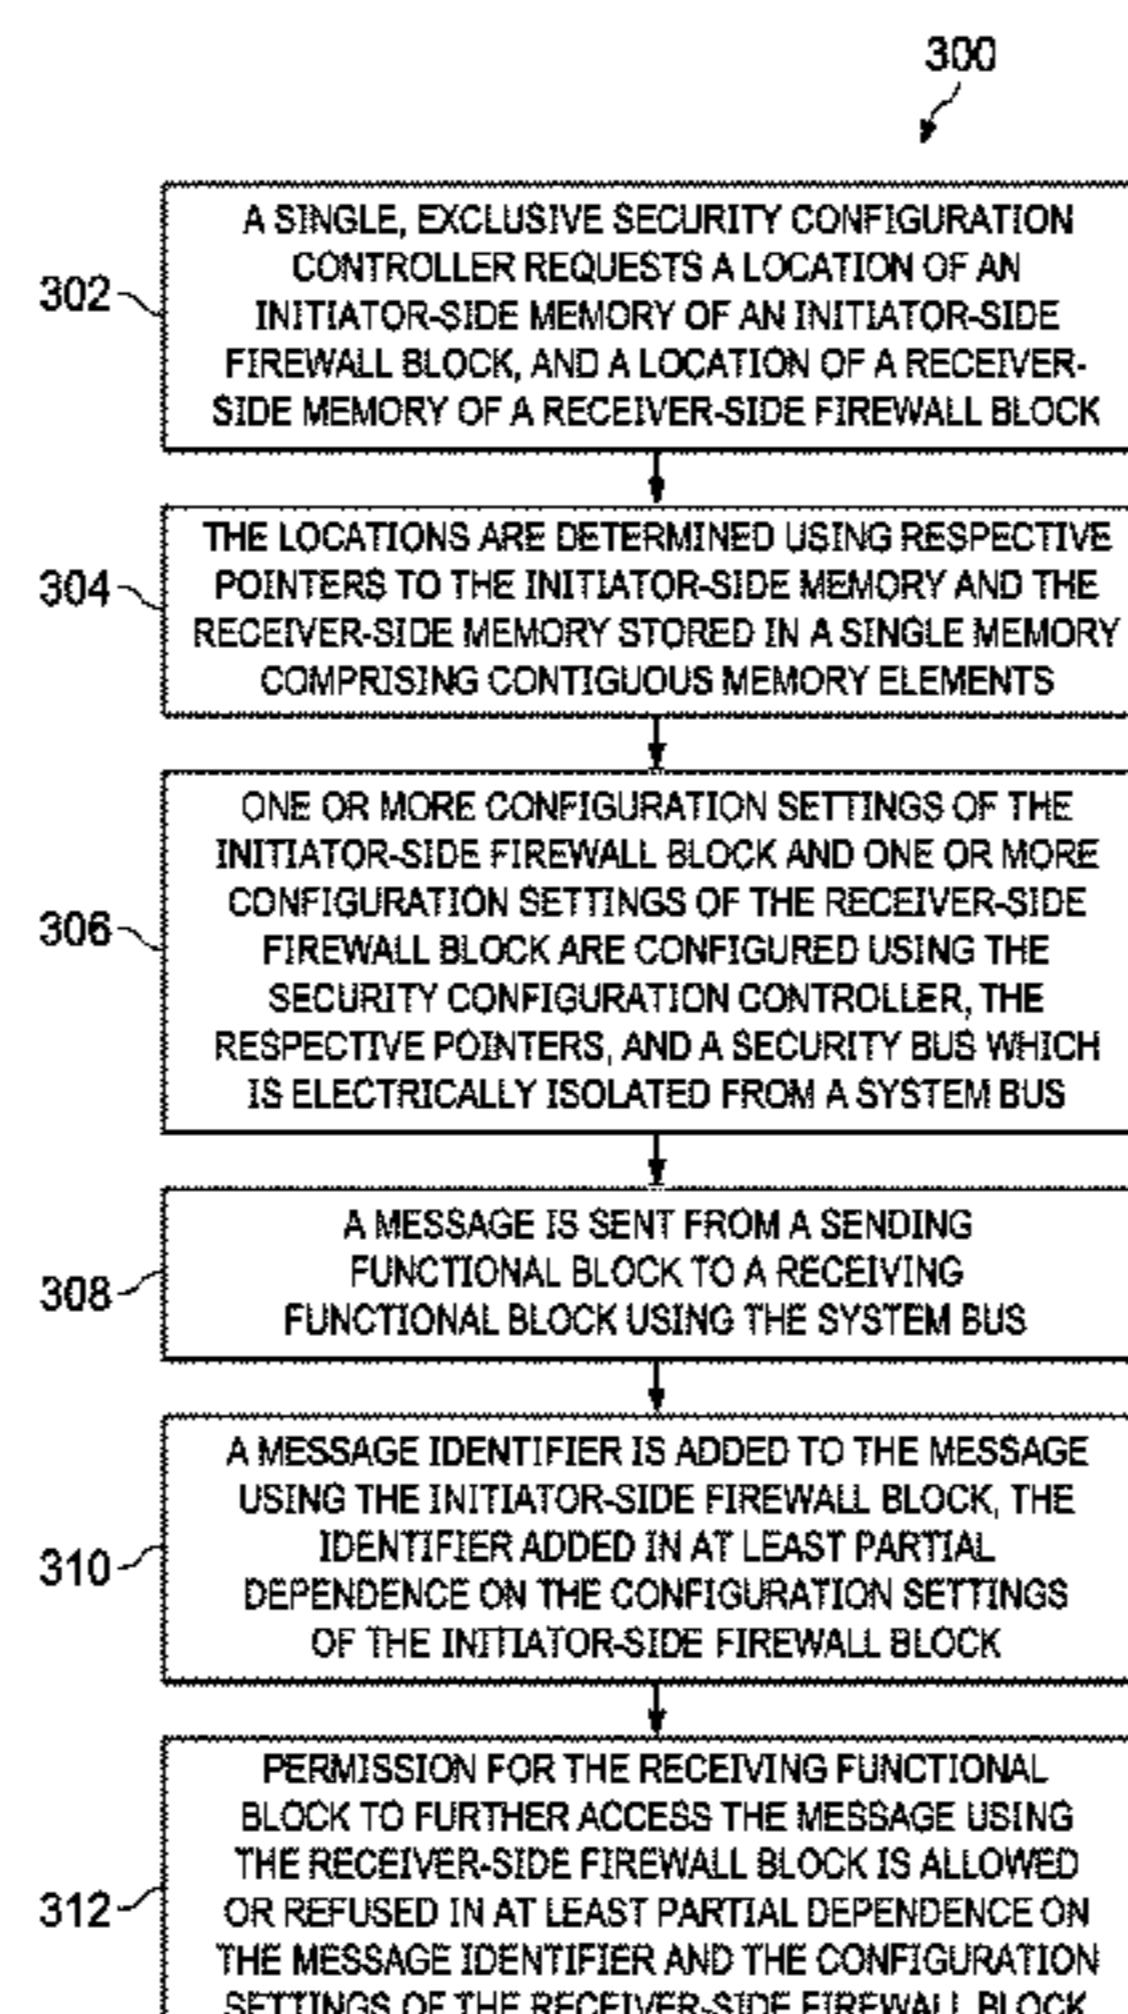 300
302
A SINGLE, EXCLUSIVE SECURITY CONFIGURATION
CONTROLLER REQUESTS A LOCATION OF AN
INITIATOR-SIDE MEMORY OF AN INITIATOR-SIDE
FIREWALL BLOCK, AND A LOCATION OF A RECEIVER-
SIDE MEMORY OF A RECEIVER-SIDE FIREWALL BLOCK
304
THE LOCATIONS ARE DETERMINED USING RESPECTIVE
POINTERS TO THE INITIATOR-SIDE MEMORY AND THE
RECEIVER-SIDE MEMORY STORED IN A SINGLE MEMORY
COMPRISING CONTIGUOUS MEMORY ELEMENTS
306
ONE OR MORE CONFIGURATION SETTINGS OF THE
INITIATOR-SIDE FIREWALL BLOCK AND ONE OR MORE
CONFIGURATION SETTINGS OF THE RECEIVER-SIDE
FIREWALL BLOCK ARE CONFIGURED USING THE
SECURITY CONFIGURATION CONTROLLER, THE
RESPECTIVE POINTERS, AND A SECURITY BUS WHICH
IS ELECTRICALLY ISOLATED FROM A SYSTEM BUS
308
A MESSAGE IS SENT FROM A SENDING
FUNCTIONAL BLOCK TO A RECEIVING
FUNCTIONAL BLOCK USING THE SYSTEM BUS
310
A MESSAGE IDENTIFIER IS ADDED TO THE MESSAGE
USING THE INITIATOR-SIDE FIREWALL BLOCK, THE
IDENTIFIER ADDED IN AT LEAST PARTIAL
DEPENDENCE ON THE CONFIGURATION SETTINGS
OF THE INITIATOR-SIDE FIREWALL BLOCK
312
PERMISSION FOR THE RECEIVING FUNCTIONAL
BLOCK TO FURTHER ACCESS THE MESSAGE USING
THE RECEIVER-SIDE FIREWALL BLOCK IS ALLOWED
OR REFUSED IN AT LEAST PARTIAL DEPENDENCE ON
THE MESSAGE IDENTIFIER AND THE CONFIGURATION
SETTINGS OF THE RECEIVER-SIDE FIREWALL BLOCK